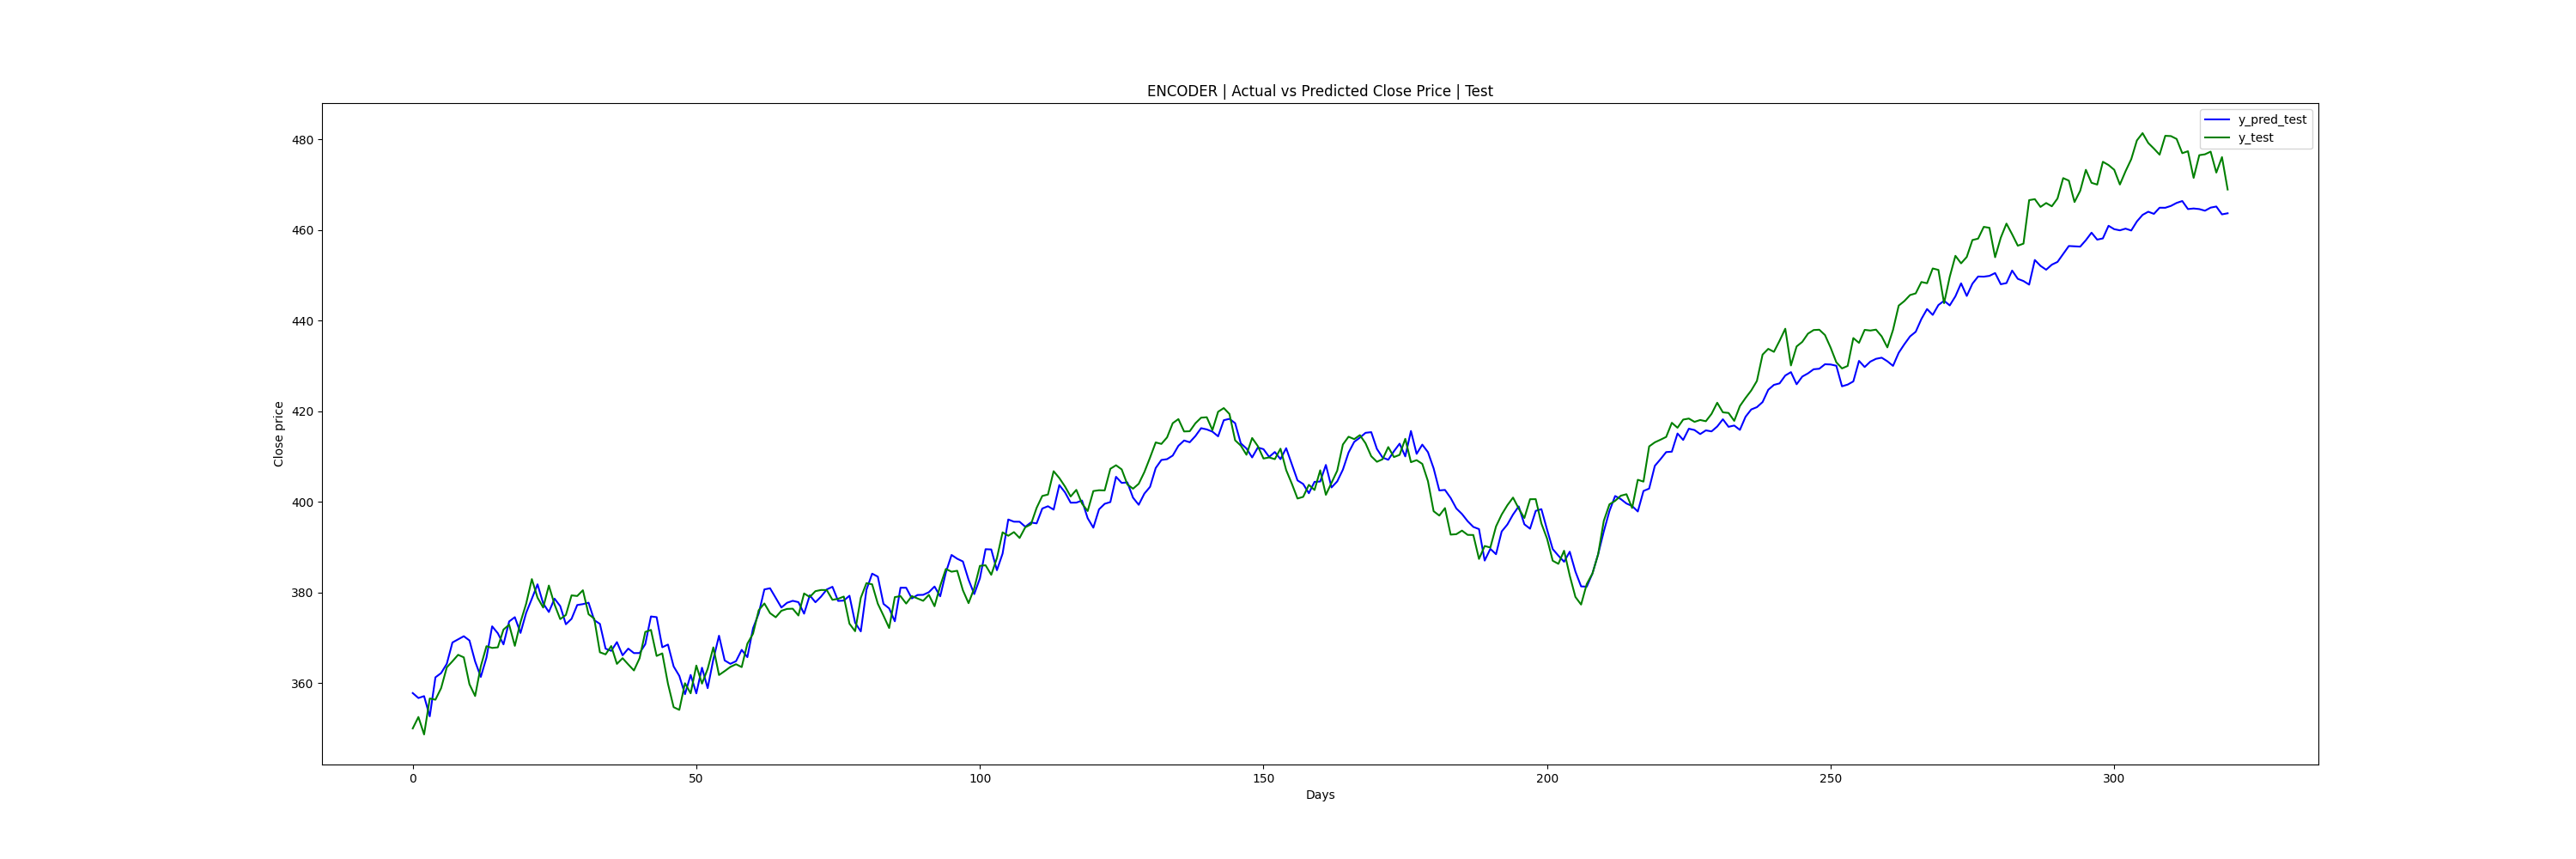 ENCODER | Actual vs Predicted Close Price | Test
y_pred_test
y_test
480
460
440
420
400
380
360
Close price
0 50 100 150 200 250 300
Days